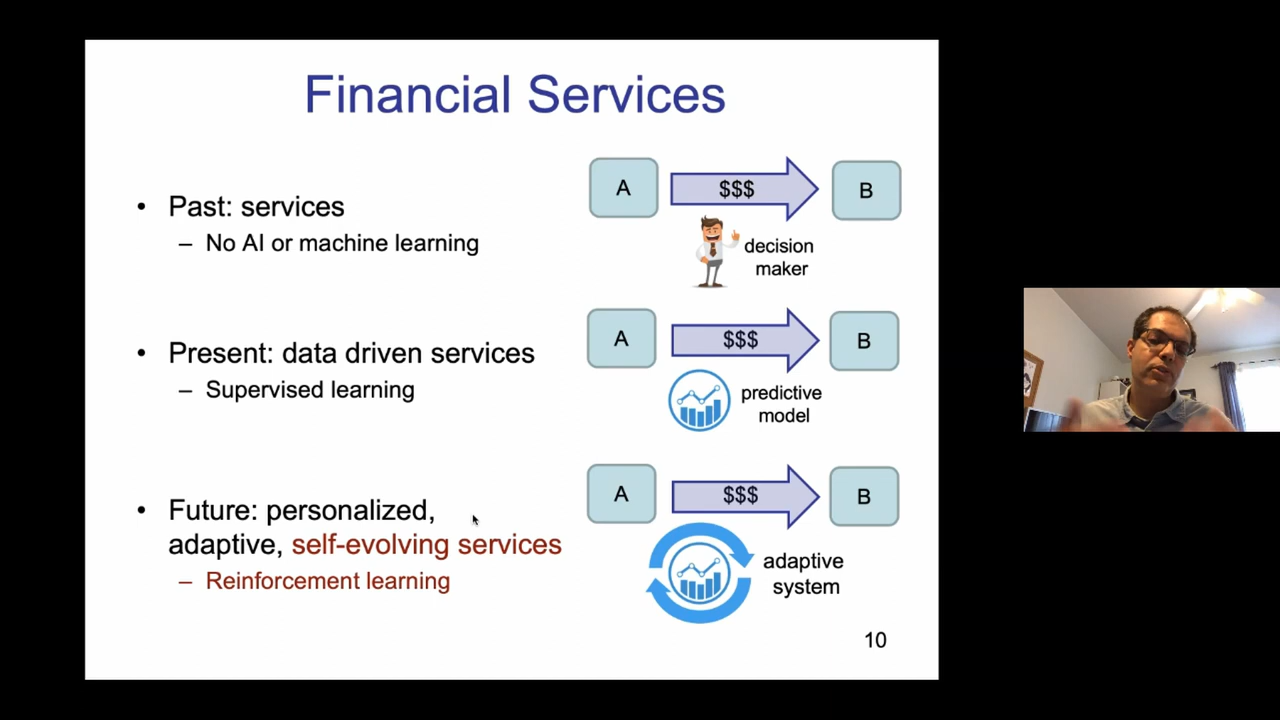 Financial Services
• Past: services
– No AI or machine learning
A
$$$
B
decision
maker
• Present: data driven services
– Supervised learning
A
$$$
B
predictive
model
• Future: personalized,
adaptive, self-evolving services
– Reinforcement learning
A
$$$
B
adaptive
system
10